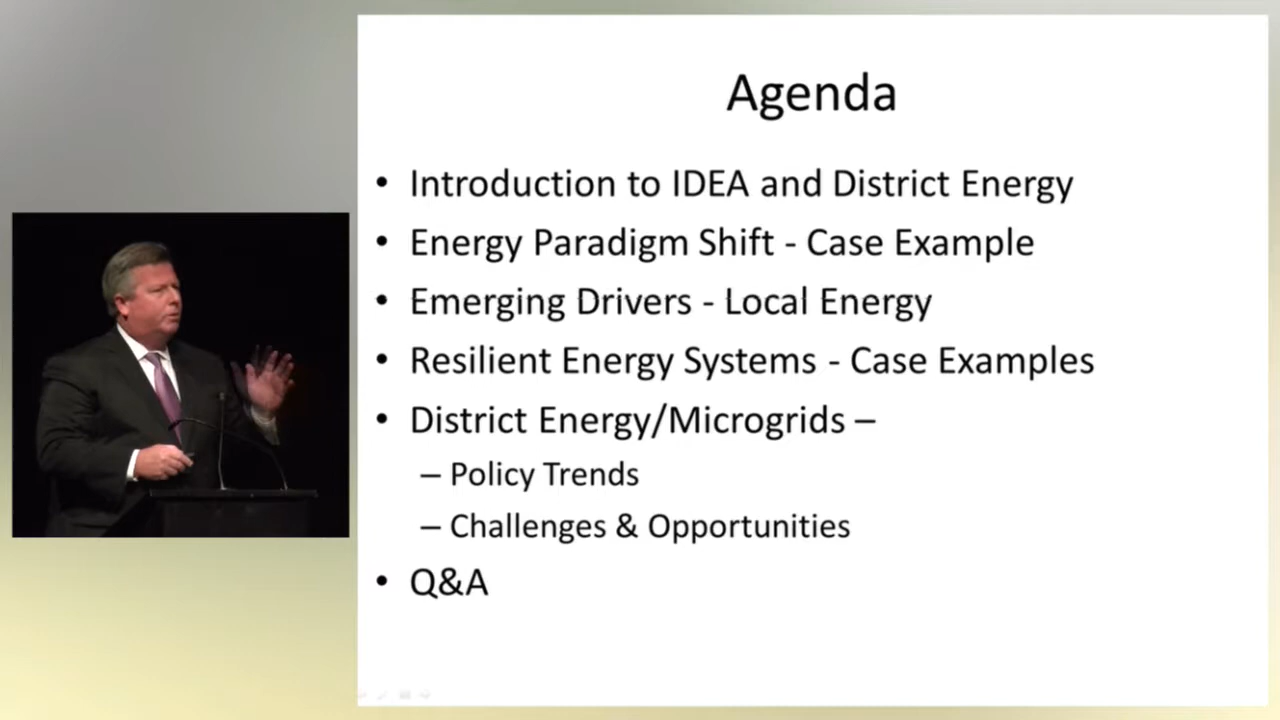 Agenda
• Introduction to IDEA and District Energy
• Energy Paradigm Shift - Case Example
• Emerging Drivers - Local Energy
• Resilient Energy Systems - Case Examples
• District Energy/Microgrids –
– Policy Trends
– Challenges & Opportunities
• Q&A